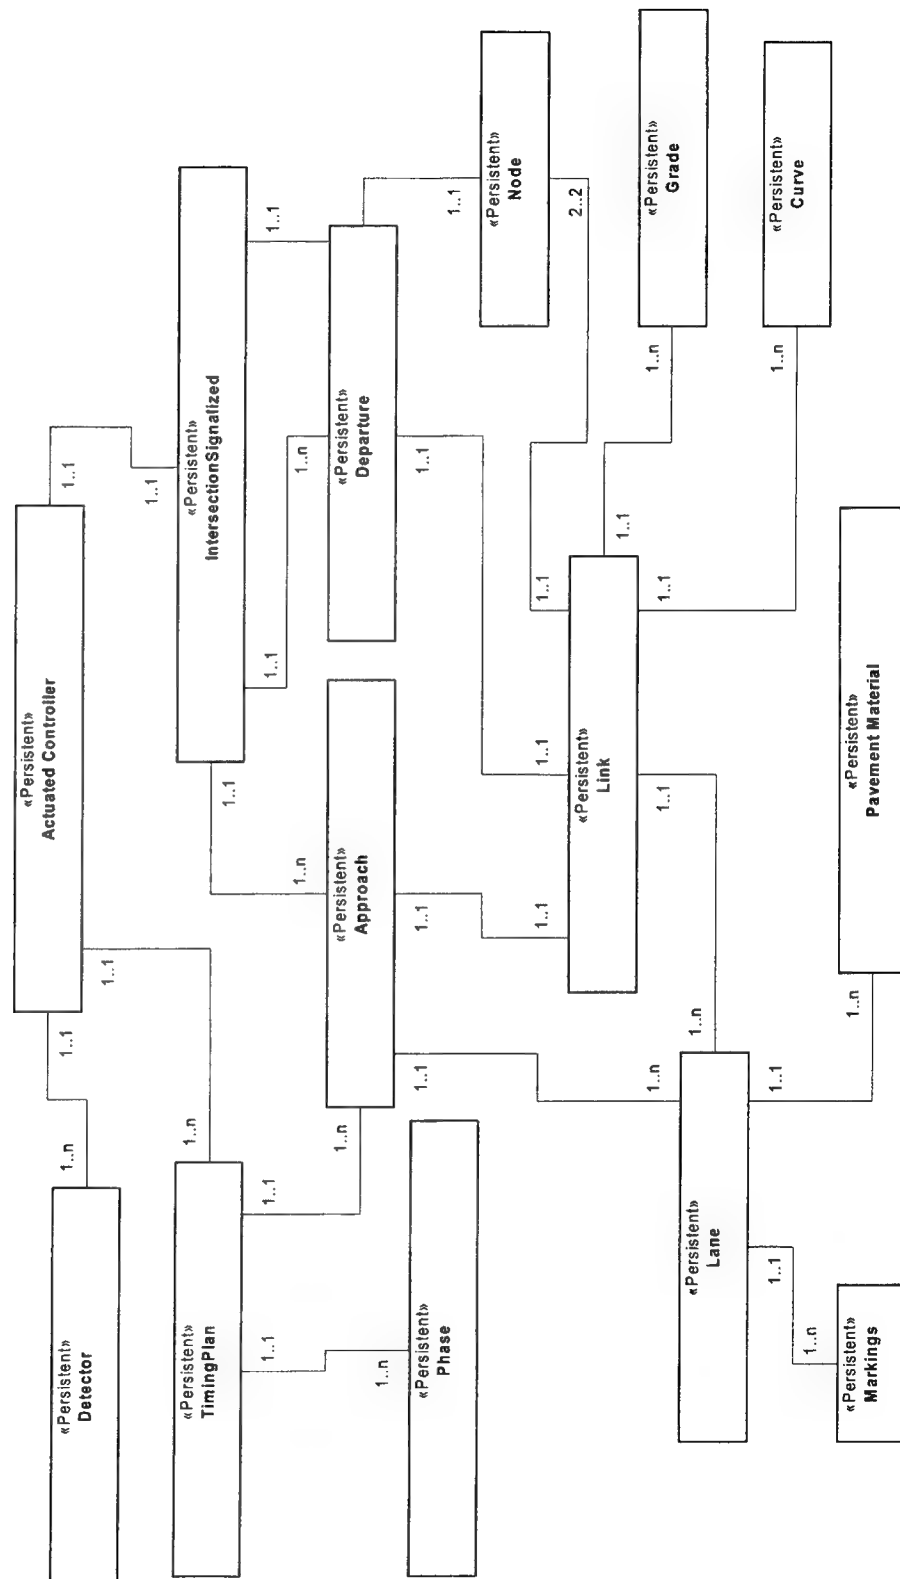 «Persistent»
Actuated Controller
1..1
1..1
«Persistent»
Detector
1..n
1..1
1..1
«Persistent»
TimingPlan
1..n
«Persistent»
IntersectionSignalized
1..1
1..1
1..1
1..1
1..1
1..n
1..n
1..n
«Persistent»
Approach
«Persistent»
Departure
1..n
1..1
1..1
1..1
«Persistent»
Phase
1..1
«Persistent»
Node
1..1
1..1
1..1
2..2
«Persistent»
Link
1..1
1..n
1..n
«Persistent»
Grade
1..1
1..1
«Persistent»
Lane
1..n
1..1
1..1
1..n
«Persistent»
Curve
1..n
«Persistent»
Markings
1..n
«Persistent»
Pavement Material